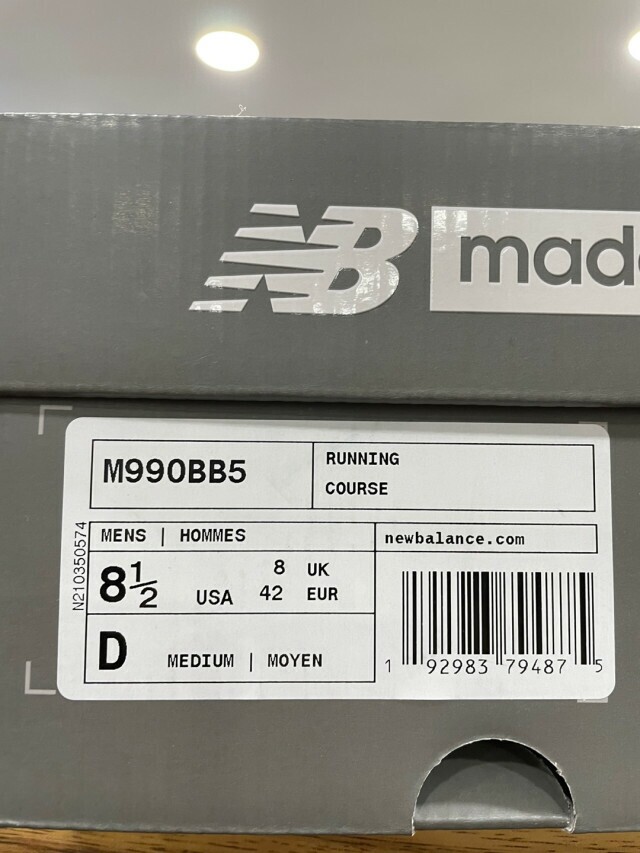 NB made
M990BB5
RUNNING
COURSE
N210350574
MENS | HOMMES
8½ USA
8 UK
42 EUR
D MEDIUM | MOYEN
newbalance.com
1 92983 79487 5